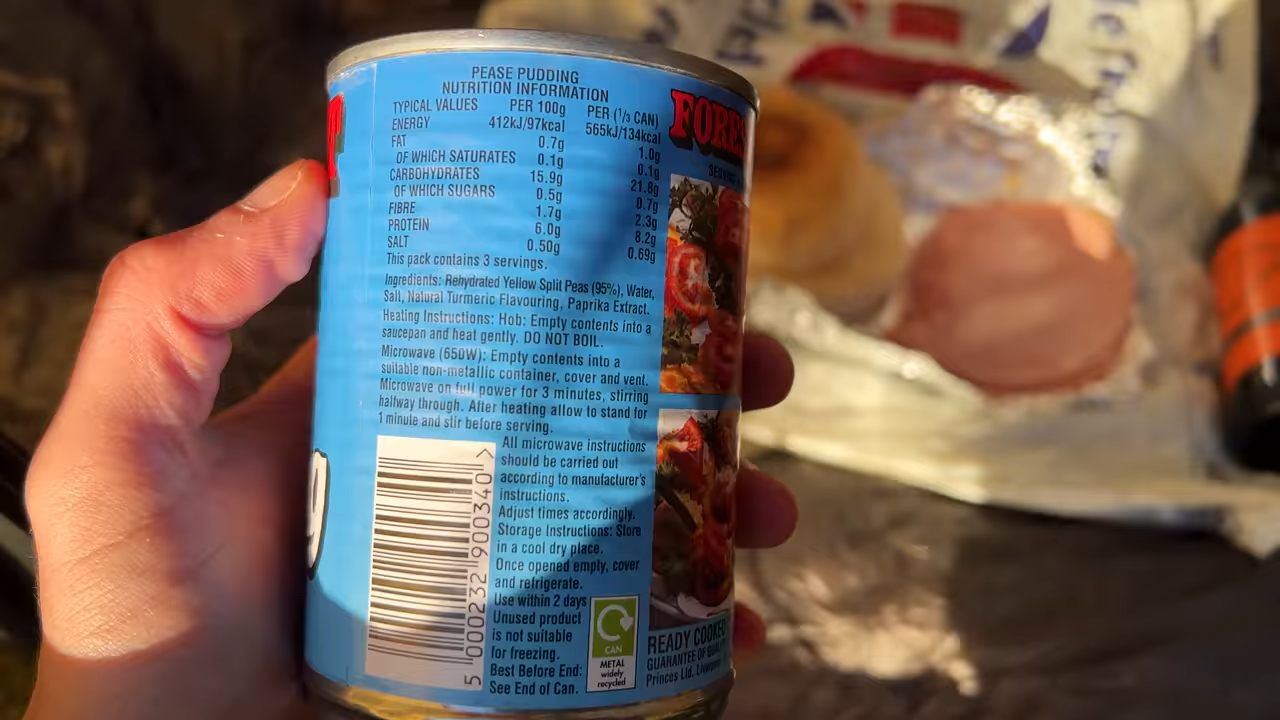 PEASE PUDDING
NUTRITION INFORMATION
TYPICAL VALUES PER 100g PER (1/3 CAN)
ENERGY 412kJ/97kcal 565kJ/134kcal
FAT 0.7g 1.0g
OF WHICH SATURATES 0.1g 0.1g
CARBOHYDRATES 15.9g 21.8g
OF WHICH SUGARS 0.5g 0.7g
FIBRE 1.7g 2.3g
PROTEIN 6.0g 8.2g
SALT 0.50g 0.69g
This pack contains 3 servings.
Ingredients: Rehydrated Yellow Split Peas (95%), Water,
Salt, Natural Turmeric Flavouring, Paprika Extract.
Heating Instructions: Hob: Empty contents into a
saucepan and heat gently. DO NOT BOIL.
Microwave (650W): Empty contents into a
suitable non-metallic container, cover and vent.
Microwave on full power for 3 minutes, stirring
halfway through. After heating allow to stand for
1 minute and stir before serving.
All microwave instructions
should be carried out
according to manufacturer's
instructions.
Adjust times accordingly.
Storage Instructions: Store
in a cool dry place.
Once opened empty, cover
and refrigerate.
Use within 2 days
Unused product
is not suitable
for freezing.
Best Before End:
See End of Can.
5 000232 900340 >
CAN
METAL
widely
recycled
FORE
SERVING
READY COOKED
GUARANTEE OF
Princes Ltd.
g